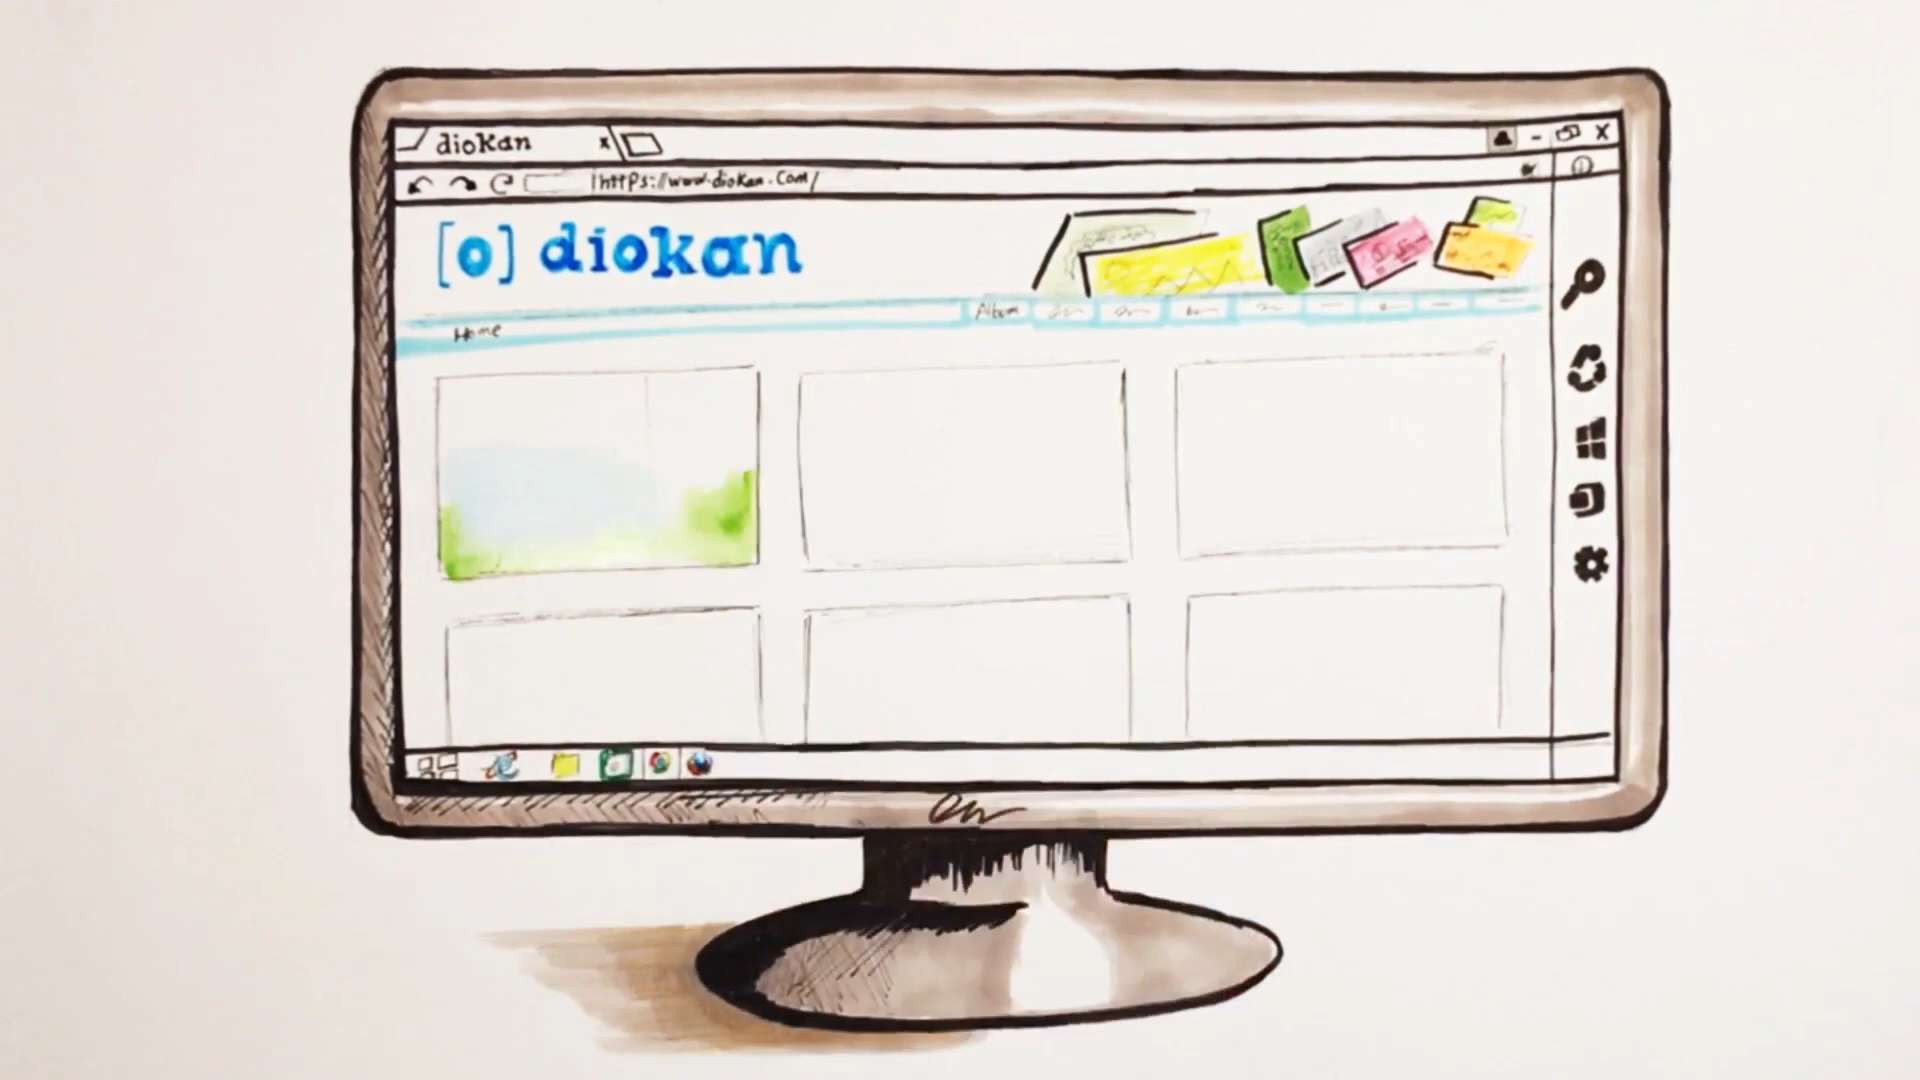 diokan x
https://www.diokan.com/
[o] diokan
Album
Home